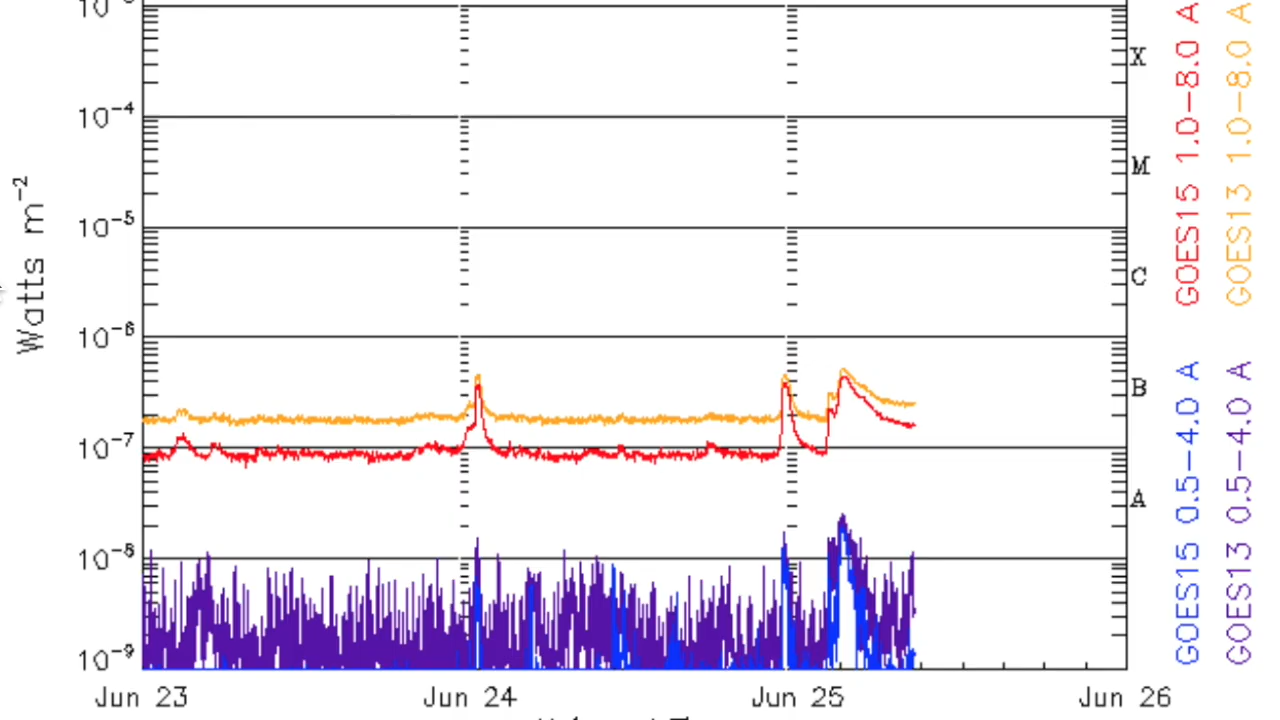 10⁻⁴
10⁻⁵
10⁻⁶
10⁻⁷
10⁻⁸
10⁻⁹
Watts m⁻²
X
M
C
B
A
Jun 23 Jun 24 Jun 25 Jun 26
GOES15 1.0-8.0 A
GOES13 1.0-8.0 A
GOES15 0.5-4.0 A
GOES13 0.5-4.0 A